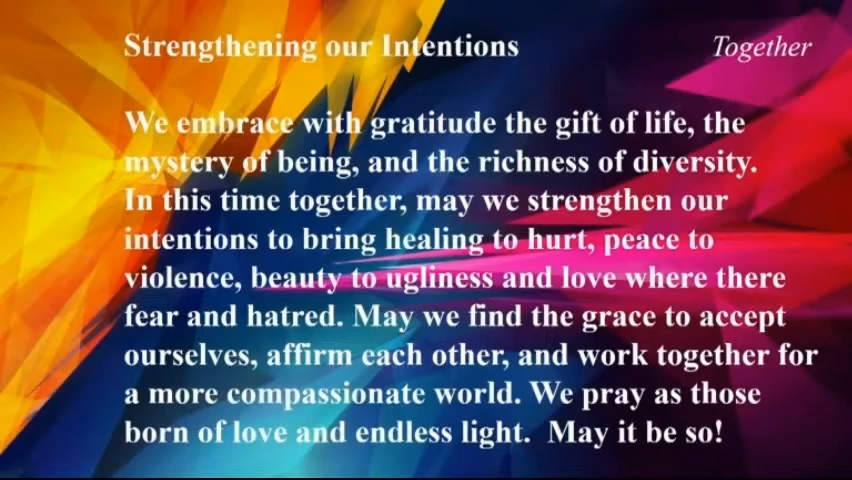 Strengthening our Intentions Together
We embrace with gratitude the gift of life, the
mystery of being, and the richness of diversity.
In this time together, may we strengthen our
intentions to bring healing to hurt, peace to
violence, beauty to ugliness and love where there
fear and hatred. May we find the grace to accept
ourselves, affirm each other, and work together for
a more compassionate world. We pray as those
born of love and endless light.  May it be so!